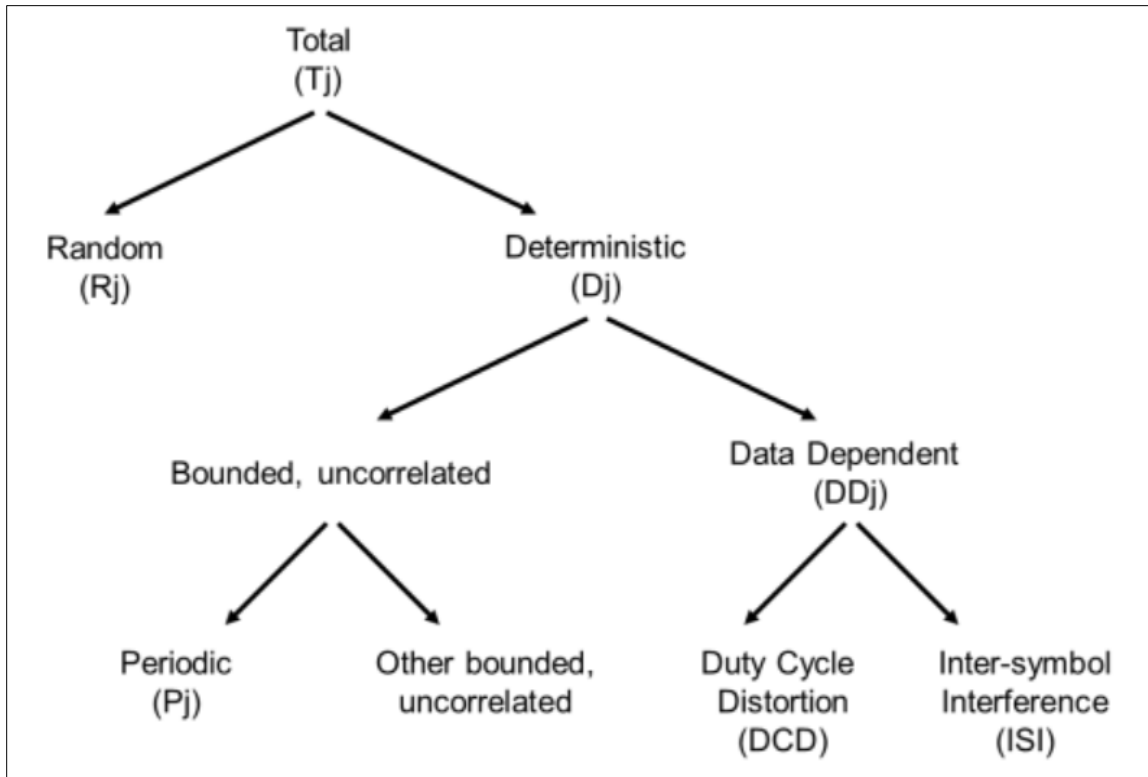 Total
(Tj)
Random
(Rj)
Deterministic
(Dj)
Bounded, uncorrelated
Data Dependent
(DDj)
Periodic
(Pj)
Other bounded,
uncorrelated
Duty Cycle
Distortion
(DCD)
Inter-symbol
Interference
(ISI)